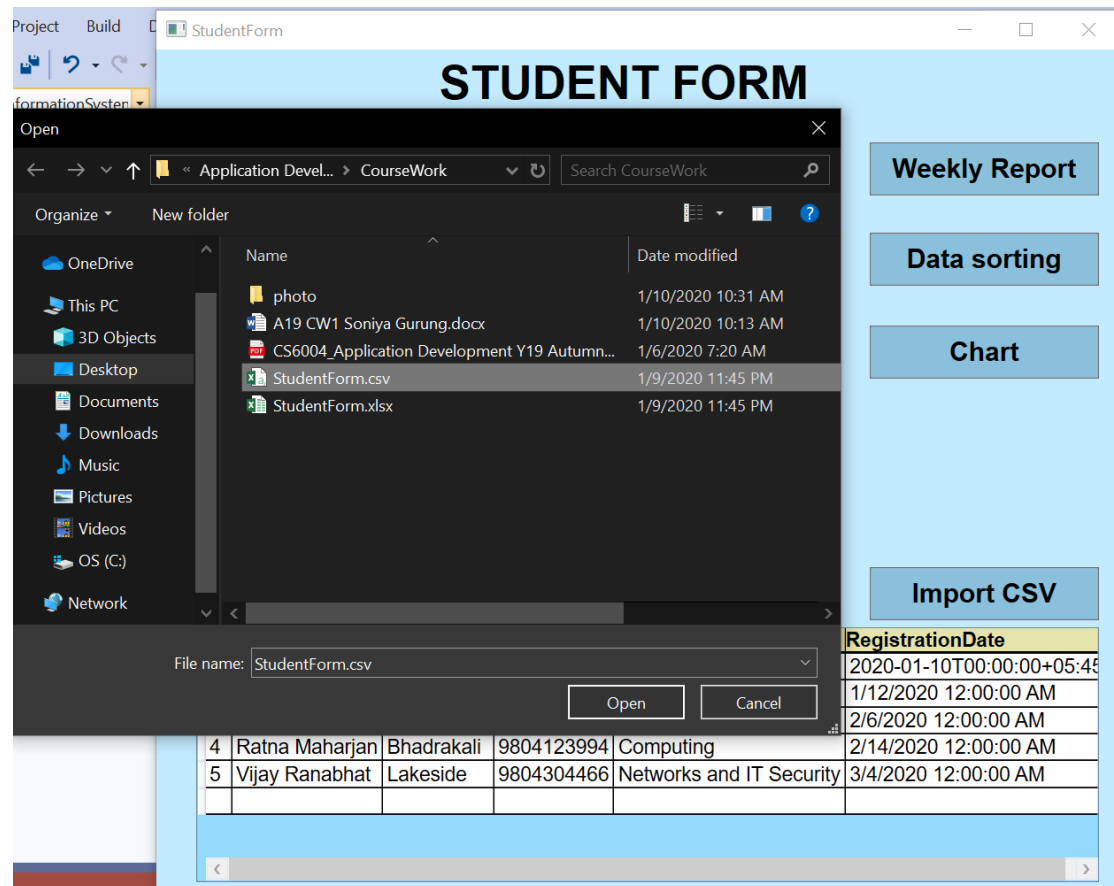 Project Build D
StudentForm
formationSystem
STUDENT FORM
Open
« Application Devel... > CourseWork
Search CourseWork
Organize New folder
?
Name Date modified
OneDrive
This PC
3D Objects
Desktop
Documents
Downloads
Music
Pictures
Videos
OS (C:)
Network
photo 1/10/2020 10:31 AM
A19 CW1 Soniya Gurung.docx 1/10/2020 10:13 AM
CS6004_Application Development Y19 Autumn... 1/6/2020 7:20 AM
StudentForm.csv 1/9/2020 11:45 PM
StudentForm.xlsx 1/9/2020 11:45 PM
File name: StudentForm.csv
Open Cancel
Weekly Report
Data sorting
Chart
Import CSV
RegistrationDate
2020-01-10T00:00:00+05:45
1/12/2020 12:00:00 AM
2/6/2020 12:00:00 AM
4 Ratna Maharjan Bhadrakali 9804123994 Computing 2/14/2020 12:00:00 AM
5 Vijay Ranabhat Lakeside 9804304466 Networks and IT Security 3/4/2020 12:00:00 AM